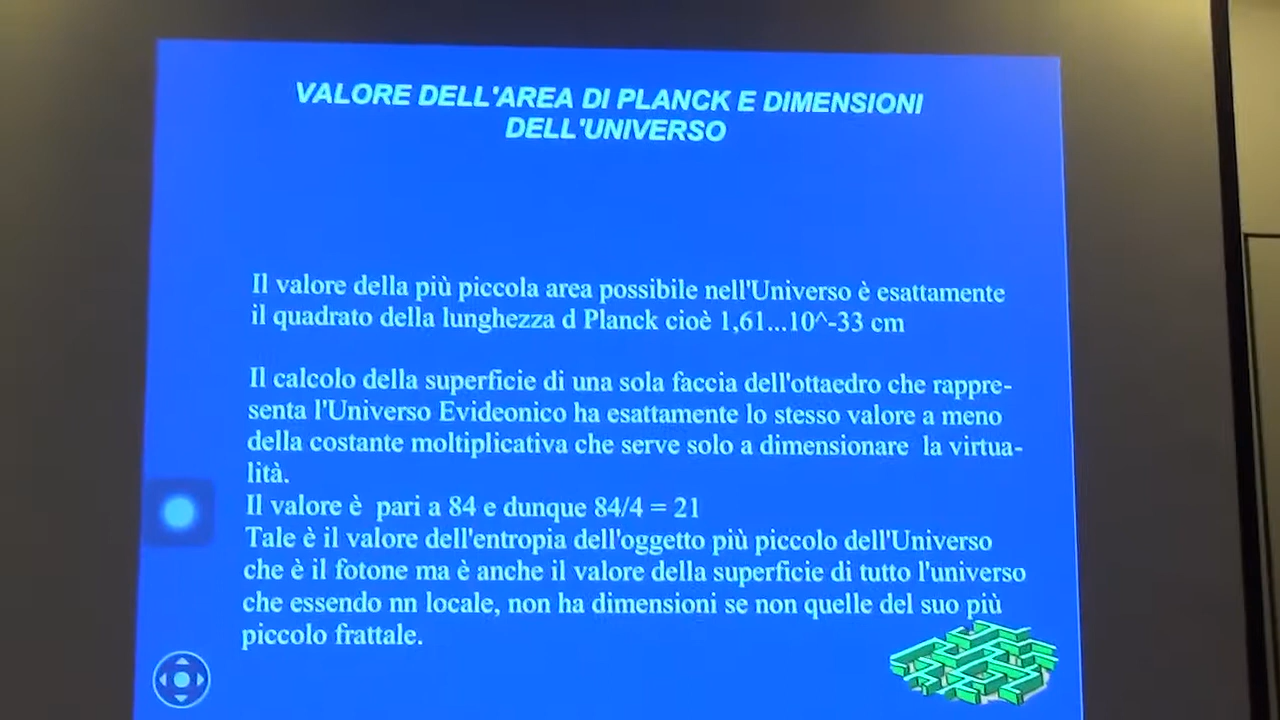 VALORE DELL'AREA DI PLANCK E DIMENSIONI
DELL'UNIVERSO
Il valore della più piccola area possibile nell'Universo è esattamente
il quadrato della lunghezza d Planck cioè 1,61...10^-33 cm
Il calcolo della superficie di una sola faccia dell'ottaedro che rappre-
senta l'Universo Evideonico ha esattamente lo stesso valore a meno
della costante moltiplicativa che serve solo a dimensionare la virtua-
lità.
Il valore è pari a 84 e dunque 84/4 = 21
Tale è il valore dell'entropia dell'oggetto più piccolo dell'Universo
che è il fotone ma è anche il valore della superficie di tutto l'universo
che essendo nn locale, non ha dimensioni se non quelle del suo più
piccolo frattale.